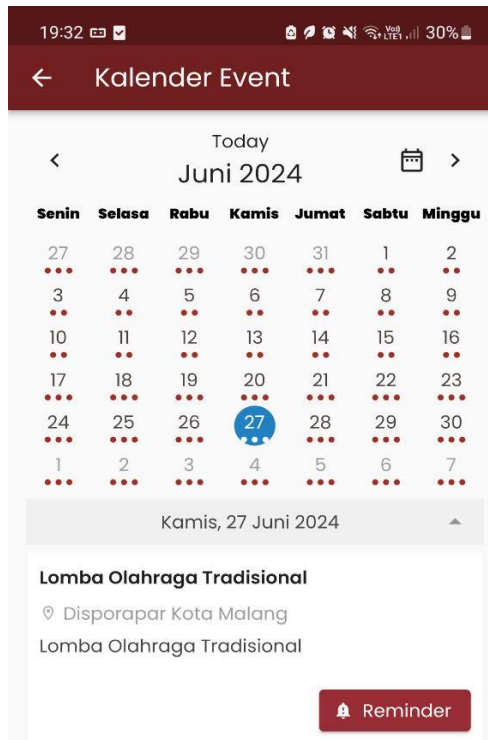 19:32 Vo) LTE1 30%
Kalender Event
Today
Juni 2024
Senin Selasa Rabu Kamis Jumat Sabtu Minggu
27 28 29 30 31 1 2
3 4 5 6 7 8 9
10 11 12 13 14 15 16
17 18 19 20 21 22 23
24 25 26 27 28 29 30
1 2 3 4 5 6 7
Kamis, 27 Juni 2024
Lomba Olahraga Tradisional
Disporapar Kota Malang
Lomba Olahraga Tradisional
Reminder